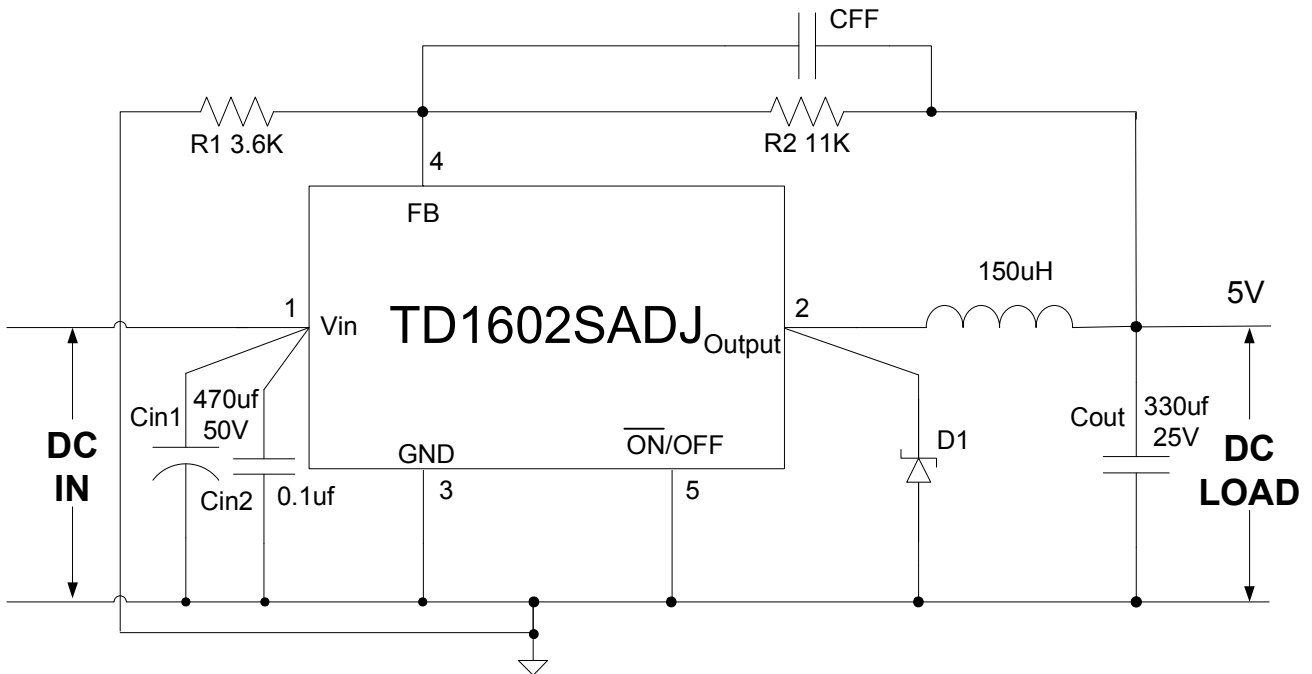 CFF
R1 3.6K
R2 11K
4
FB
150uH
1
Vin
TD1602SADJ
Output
2
5V
Cin1
470uf
50V
DC
IN
Cin2
0.1uf
GND
3
ON/OFF
5
D1
Cout
330uf
25V
DC
LOAD